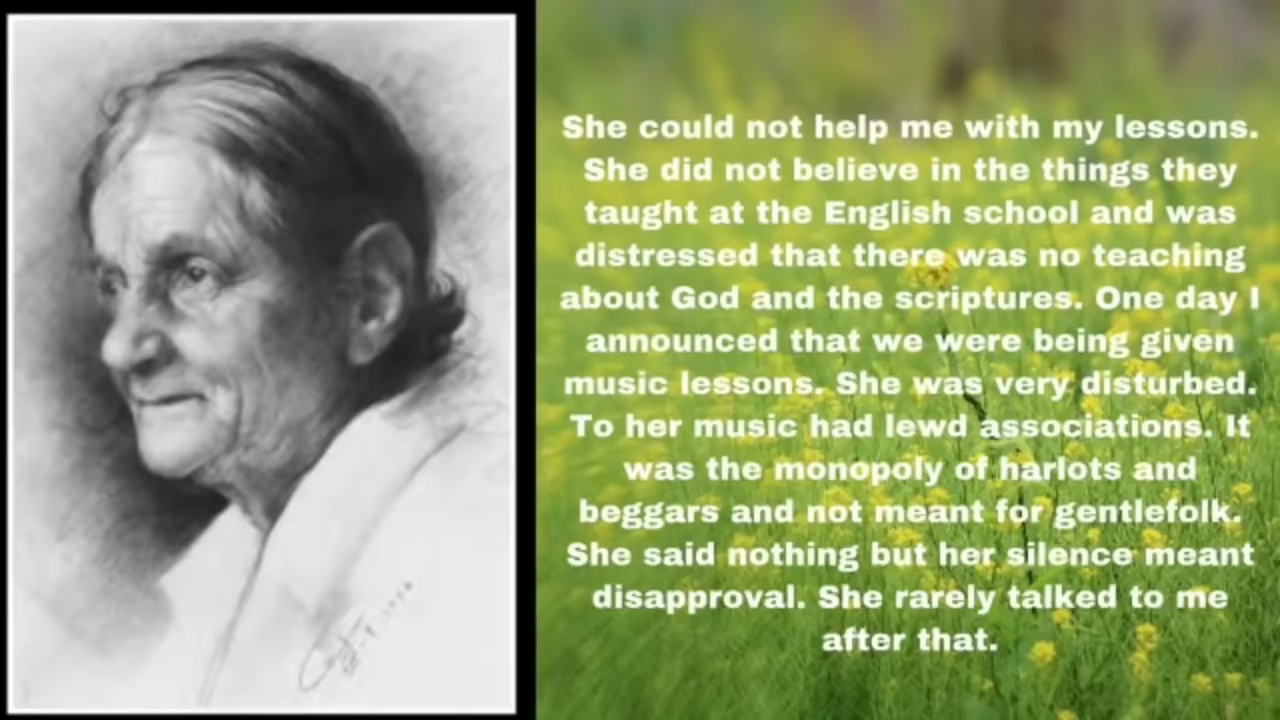 She could not help me with my lessons.
She did not believe in the things they
taught at the English school and was
distressed that there was no teaching
about God and the scriptures. One day I
announced that we were being given
music lessons. She was very disturbed.
To her music had lewd associations. It
was the monopoly of harlots and
beggars and not meant for gentlefolk.
She said nothing but her silence meant
disapproval. She rarely talked to me
after that.